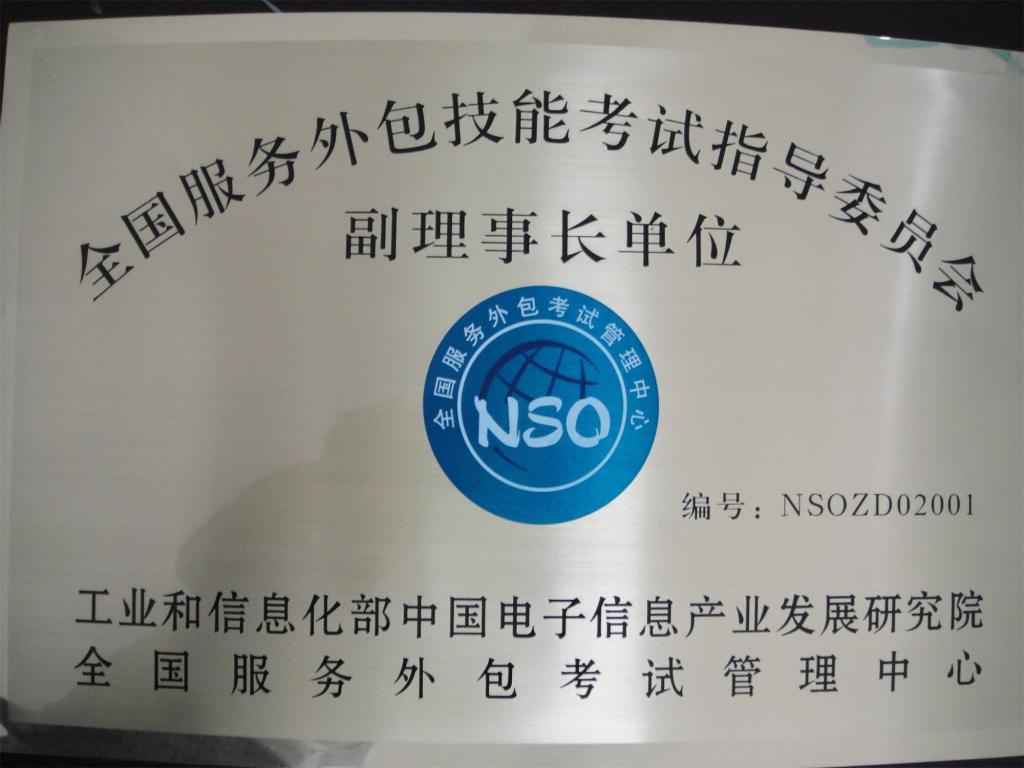 全国服务外包技能考试指导委员会
副理事长单位
全国服务外包考试管理中心
NSO
编号：NSOZD02001
工业和信息化部中国电子信息产业发展研究院
全国服务外包考试管理中心